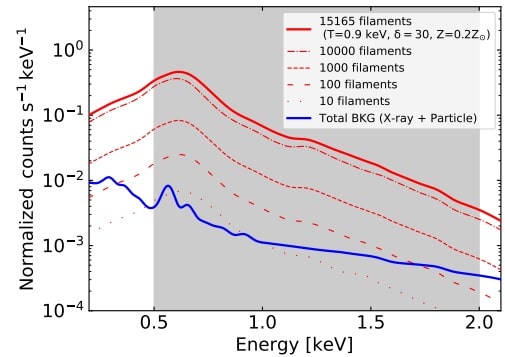 15165 filaments
(T=0.9 keV, δ = 30, Z=0.2Z⊙)
10000 filaments
1000 filaments
100 filaments
10 filaments
Total BKG (X-ray + Particle)
Normalized counts s⁻¹ keV⁻¹
10⁰
10⁻¹
10⁻²
10⁻³
10⁻⁴
0.5 1.0 1.5 2.0
Energy [keV]